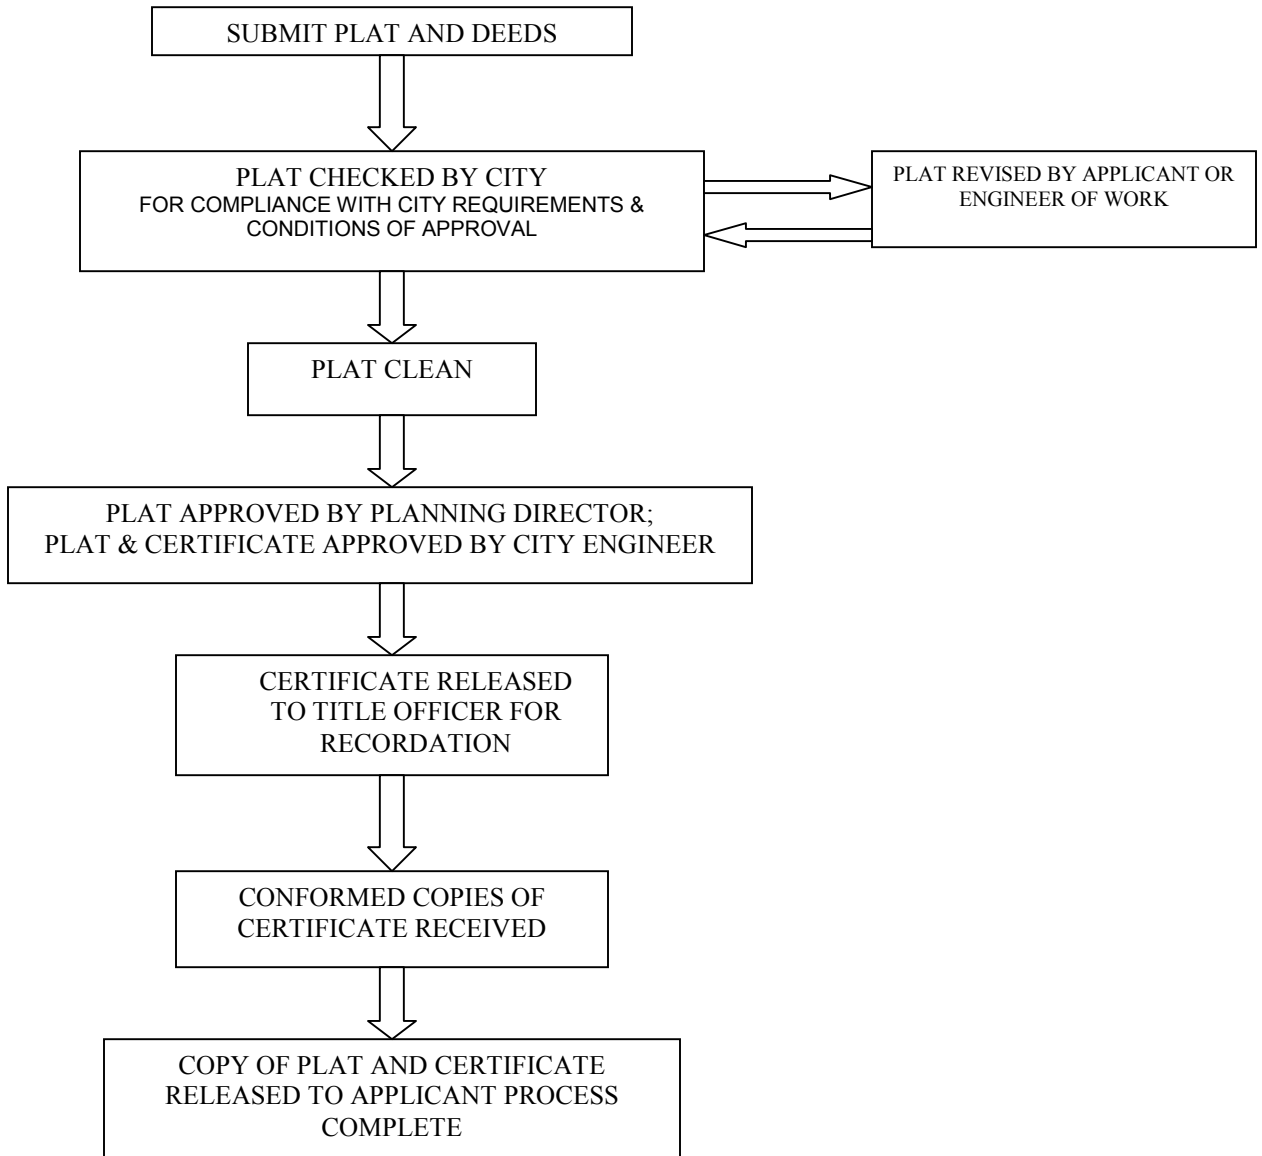 SUBMIT PLAT AND DEEDS
PLAT CHECKED BY CITY
FOR COMPLIANCE WITH CITY REQUIREMENTS &
CONDITIONS OF APPROVAL
PLAT REVISED BY APPLICANT OR
ENGINEER OF WORK
PLAT CLEAN
PLAT APPROVED BY PLANNING DIRECTOR;
PLAT & CERTIFICATE APPROVED BY CITY ENGINEER
CERTIFICATE RELEASED
TO TITLE OFFICER FOR
RECORDATION
CONFORMED COPIES OF
CERTIFICATE RECEIVED
COPY OF PLAT AND CERTIFICATE
RELEASED TO APPLICANT PROCESS
COMPLETE